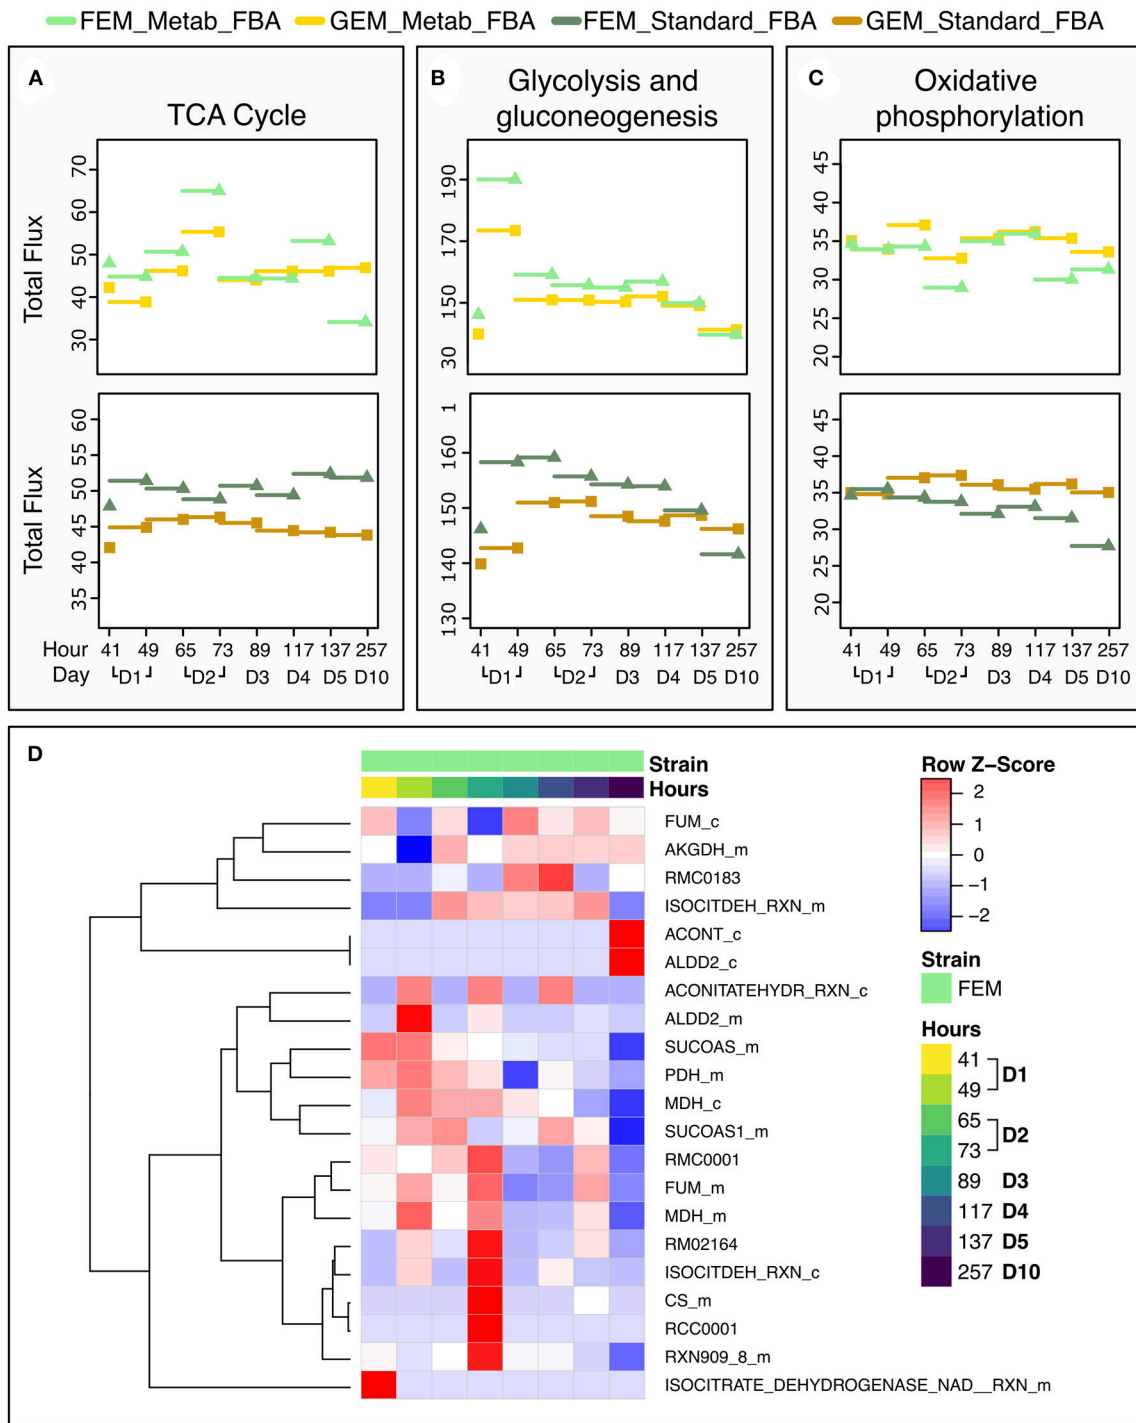 FEM_Metab_FBA GEM_Metab_FBA FEM_Standard_FBA GEM_Standard_FBA
A
TCA Cycle
Total Flux
70
60
50
40
30
Total Flux
60
55
50
45
40
35
Hour 41 49 65 73 89 117 137 257
Day D1 D2 D3 D4 D5 D10
B
Glycolysis and
gluconeogenesis
190
170
150
30
1
160
150
140
130
41 49 65 73 89 117 137 257
D1 D2 D3 D4 D5 D10
C
Oxidative
phosphorylation
45
40
35
30
25
20
45
40
35
30
25
20
41 49 65 73 89 117 137 257
D1 D2 D3 D4 D5 D10
D
Strain
Hours
FUM_c
AKGDH_m
RMC0183
ISOCITDEH_RXN_m
ACONT_c
ALDD2_c
ACONITATEHYDR_RXN_c
ALDD2_m
SUCOAS_m
PDH_m
MDH_c
SUCOAS1_m
RMC0001
FUM_m
MDH_m
RM02164
ISOCITDEH_RXN_c
CS_m
RCC0001
RXN909_8_m
ISOCITRATE_DEHYDROGENASE_NAD__RXN_m
Row Z−Score
2
1
0
−1
−2
Strain
FEM
Hours
41
49
D1
65
73
D2
89 D3
117 D4
137 D5
257 D10